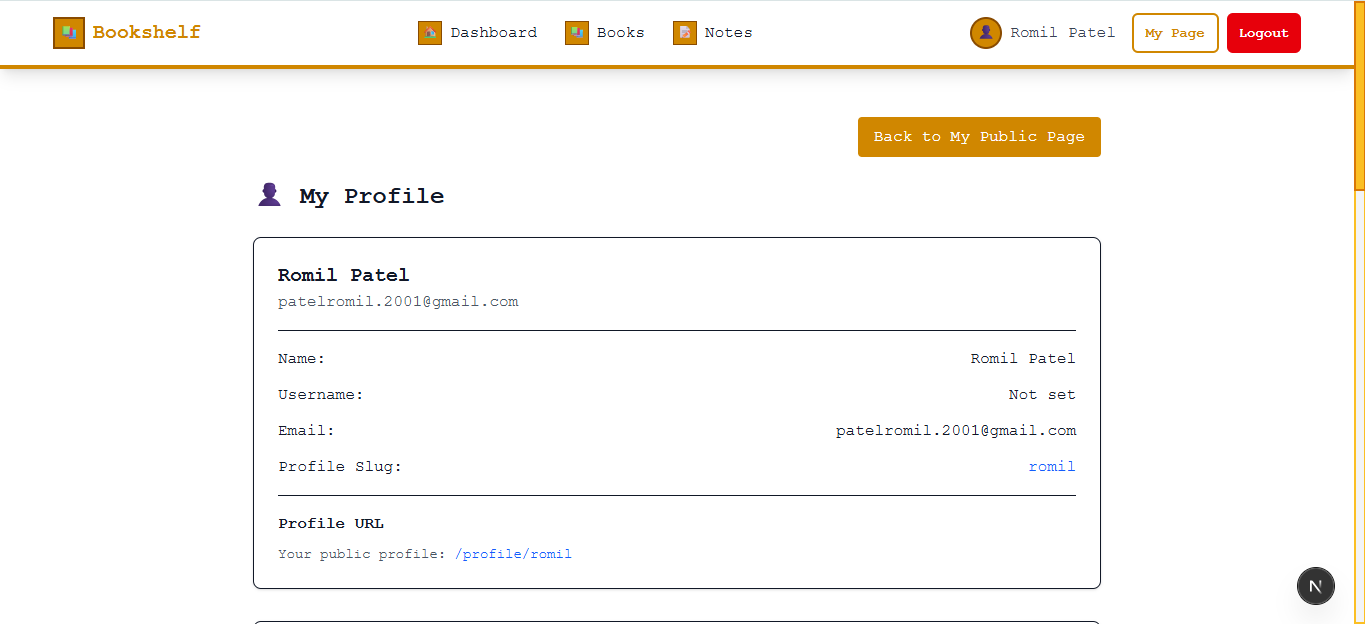 Bookshelf Dashboard Books Notes Romil Patel My Page Logout
Back to My Public Page
My Profile
Romil Patel
patelromil.2001@gmail.com
Name: Romil Patel
Username: Not set
Email: patelromil.2001@gmail.com
Profile Slug: romil
Profile URL
Your public profile: /profile/romil
N